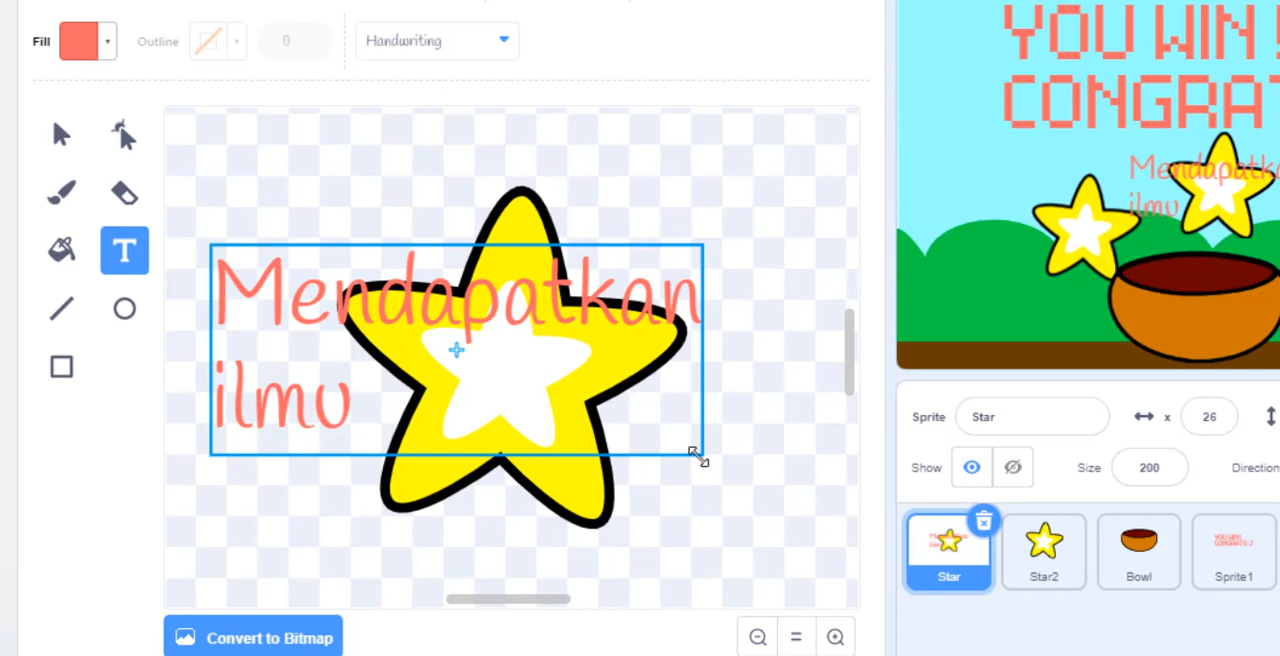 Fill
Outline
0
Handwriting
T
Mendapatkan
ilmu
Convert to Bitmap
YOU WIN
CONGRA
Mendapatk
ilmu
Sprite
Star
x
26
Show
Size
200
Direction
Star
Star2
Bowl
Sprite1